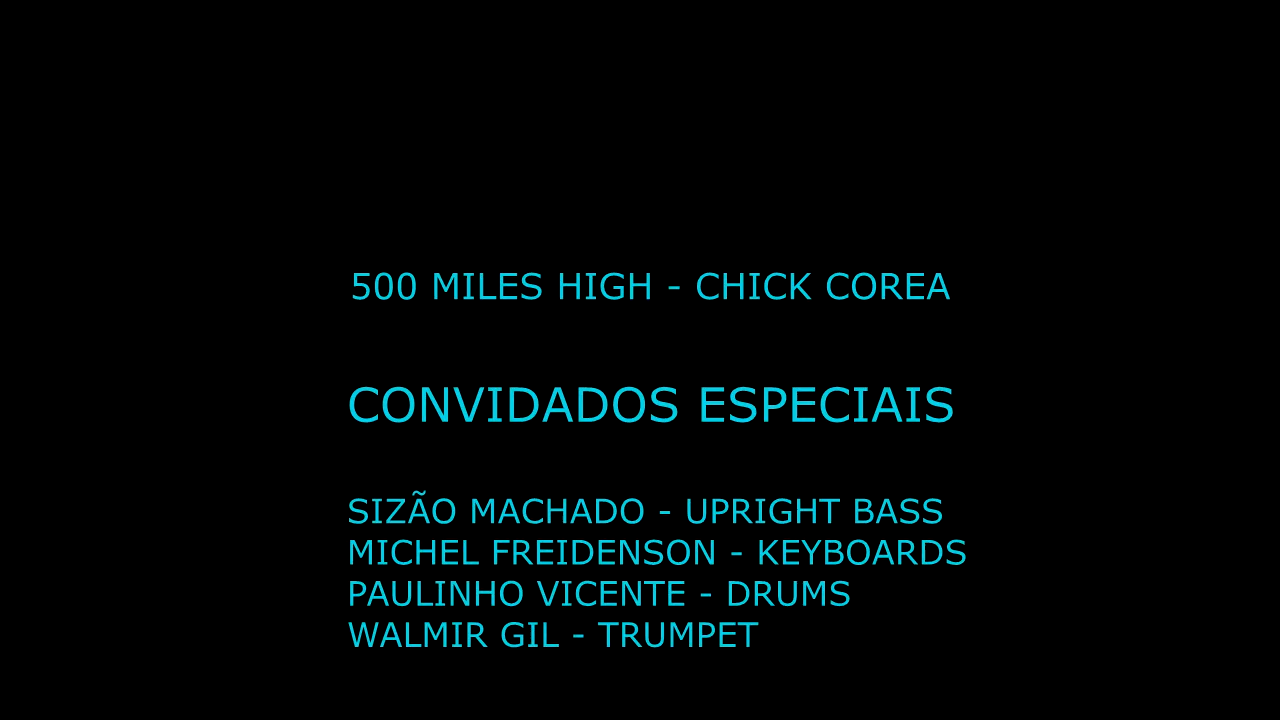 500 MILES HIGH - CHICK COREA
CONVIDADOS ESPECIAIS
SIZÃO MACHADO - UPRIGHT BASS
MICHEL FREIDENSON - KEYBOARDS
PAULINHO VICENTE - DRUMS
WALMIR GIL - TRUMPET